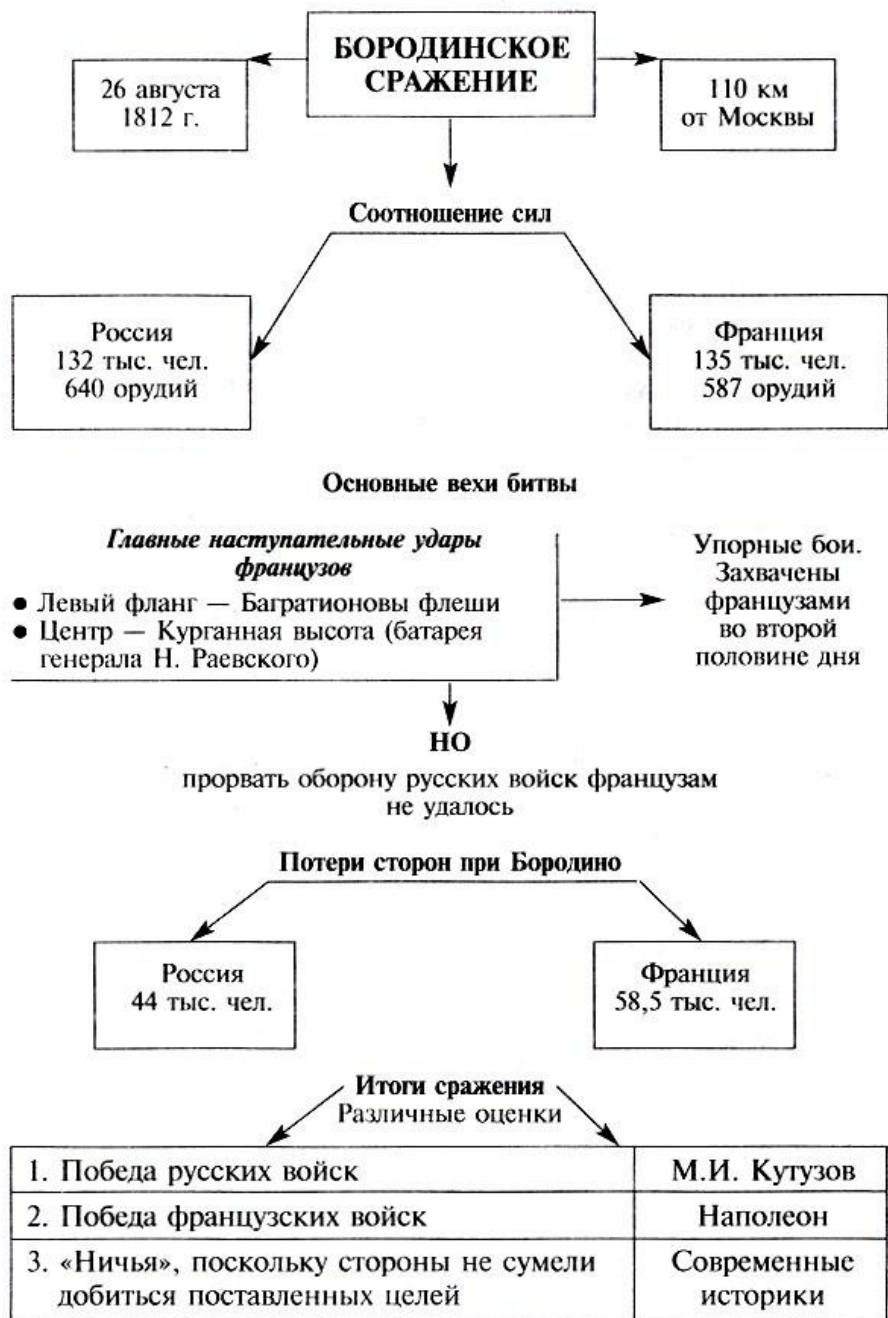 БОРОДИНСКОЕ
СРАЖЕНИЕ
26 августа
1812 г.
110 км
от Москвы
Соотношение сил
Россия
132 тыс. чел.
640 орудий
Франция
135 тыс. чел.
587 орудий
Основные вехи битвы
Главные наступательные удары
французов
● Левый фланг — Багратионовы флеши
● Центр — Курганная высота (батарея
генерала Н. Раевского)
Упорные бои.
Захвачены
французами
во второй
половине дня
НО
прорвать оборону русских войск французам
не удалось
Потери сторон при Бородино
Россия
44 тыс. чел.
Франция
58,5 тыс. чел.
Итоги сражения
Различные оценки
1. Победа русских войск
М.И. Кутузов
2. Победа французских войск
Наполеон
3. «Ничья», поскольку стороны не сумели
добиться поставленных целей
Современные
историки